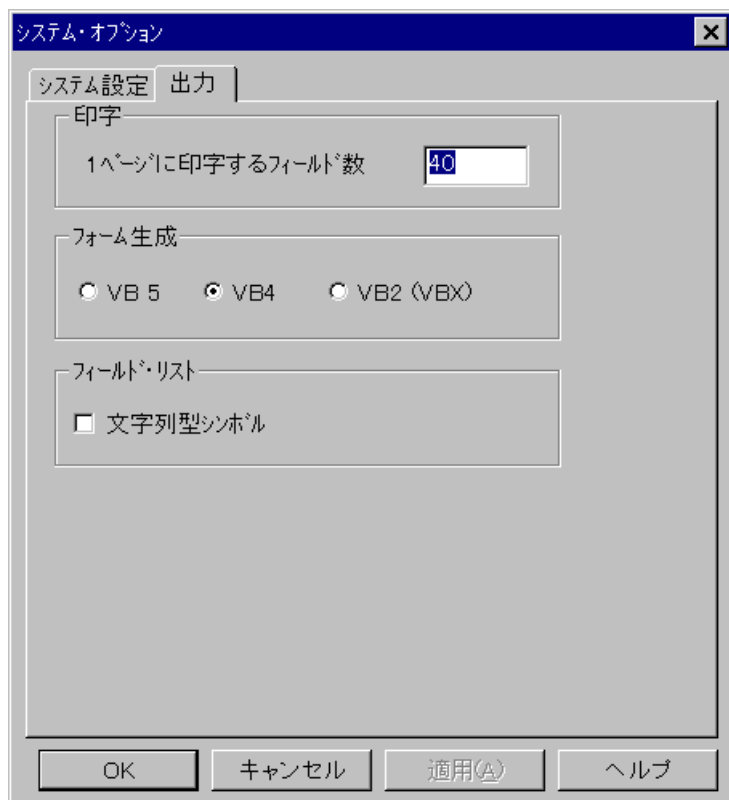 ｼｽﾃﾑ･ｵﾌﾟｼｮﾝ
ｼｽﾃﾑ設定 出力
印字
1ﾍﾟｰｼﾞに印字するﾌｨｰﾙﾄﾞ数 40
ﾌｫｰﾑ生成
VB 5 VB4 VB2 (VBX)
ﾌｨｰﾙﾄﾞ･ﾘｽﾄ
文字列型ｼﾝﾎﾞﾙ
OK キャンセル 適用(A) ヘルプ